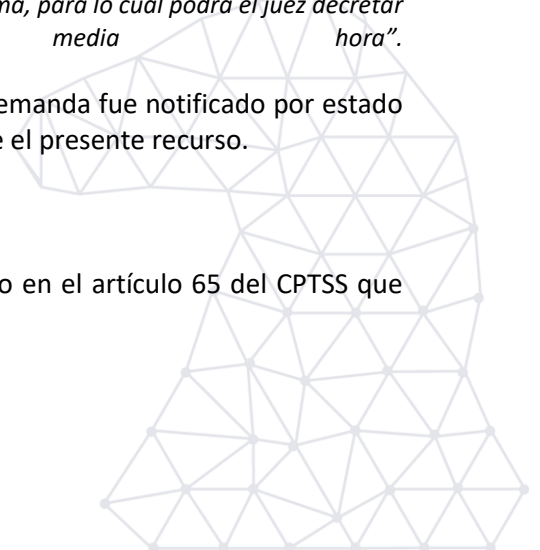 ma, para lo cual podrá el juez decretar
media hora”.
emanda fue notificado por estado
e el presente recurso.
o en el artículo 65 del CPTSS que